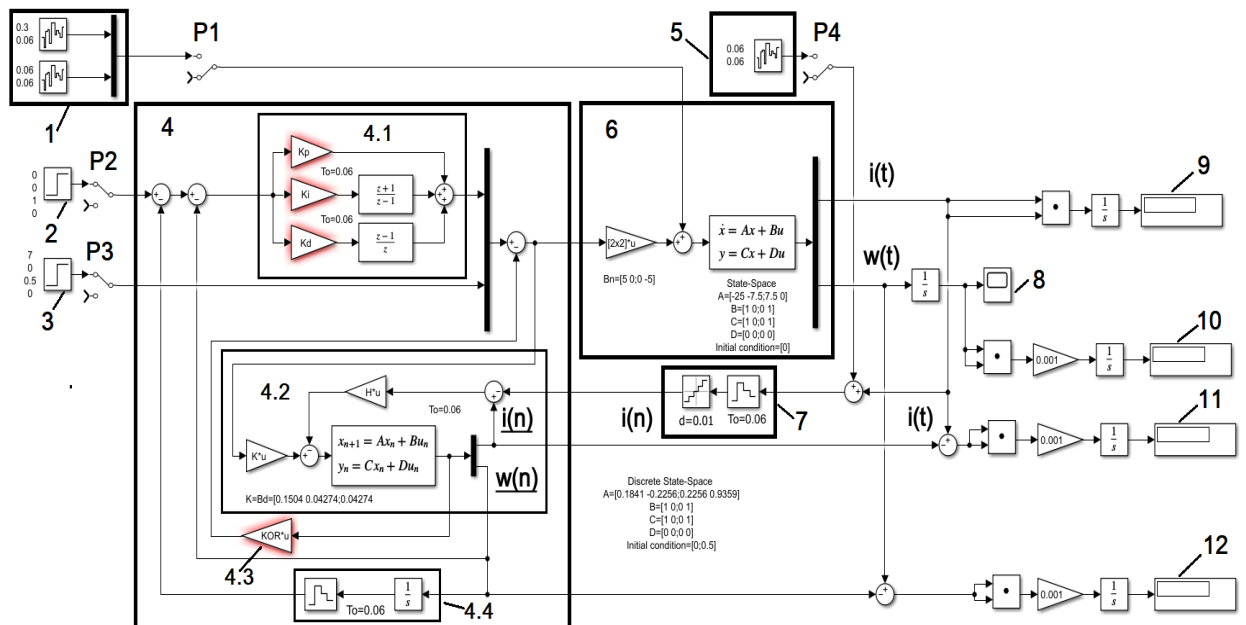 0.3
0.06
0.06
0.06
1
P1
5
0.06
0.06
P4
P2
0
0
1
0
2
P3
7
0
0.5
0
3
4
4.1
Kp
To=0.06
Ki
z+1
z-1
To=0.06
Kd
z-1
z
6
[2x2]*u
Bn=[5 0;0 -5]
ẋ = Ax + Bu
y = Cx + Du
State-Space
A=[-25 -7.5;7.5 0]
B=[1 0;0 1]
C=[1 0;0 1]
D=[0 0;0 0]
Initial condition=[0]
i(t)
w(t)
1
s
9
1
s
8
10
0.001
1
s
4.2
H*u
To=0.06
K*u
xn+1 = Axn + Bun
yn = Cxn + Dun
K=Bd=[0.1504 0.04274;0.04274]
i(n)
w(n)
i(n)
d=0.01
To=0.06
7
i(t)
11
0.001
1
s
KOR*u
4.3
Discrete State-Space
A=[0.1841 -0.2256;0.2256 0.9359]
B=[1 0;0 1]
C=[1 0;0 1]
D=[0 0;0 0]
Initial condition=[0;0.5]
To=0.06
1
s
4.4
12
0.001
1
s